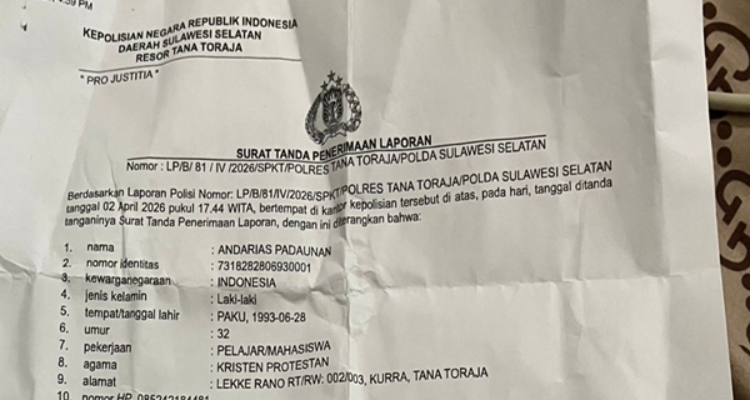 39 PM
KEPOLISIAN NEGARA REPUBLIK INDONESIA
DAERAH SULAWESI SELATAN
RESOR TANA TORAJA
"PRO JUSTITIA"
SURAT TANDA PENERIMAAN LAPORAN
Nomor : LP/B/ 81 / IV /2026/SPKT/POLRES TANA TORAJA/POLDA SULAWESI SELATAN
Berdasarkan Laporan Polisi Nomor: LP/B/81/IV/2026/SPKT/POLRES TANA TORAJA/POLDA SULAWESI SELATAN
tanggal 02 April 2026 pukul 17.44 WITA, bertempat di kantor kepolisian tersebut di atas, pada hari, tanggal ditanda
tanganinya Surat Tanda Penerimaan Laporan, dengan ini diterangkan bahwa:
1. nama : ANDARIAS PADAUNAN
2. nomor identitas : 7318282806930001
3. kewarganegaraan : INDONESIA
4. jenis kelamin : Laki-laki
5. tempat/tanggal lahir : PAKU, 1993-06-28
6. umur : 32
7. pekerjaan : PELAJAR/MAHASISWA
8. agama : KRISTEN PROTESTAN
9. alamat : LEKKE RANO RT/RW: 002/003, KURRA, TANA TORAJA
10. nomor HP